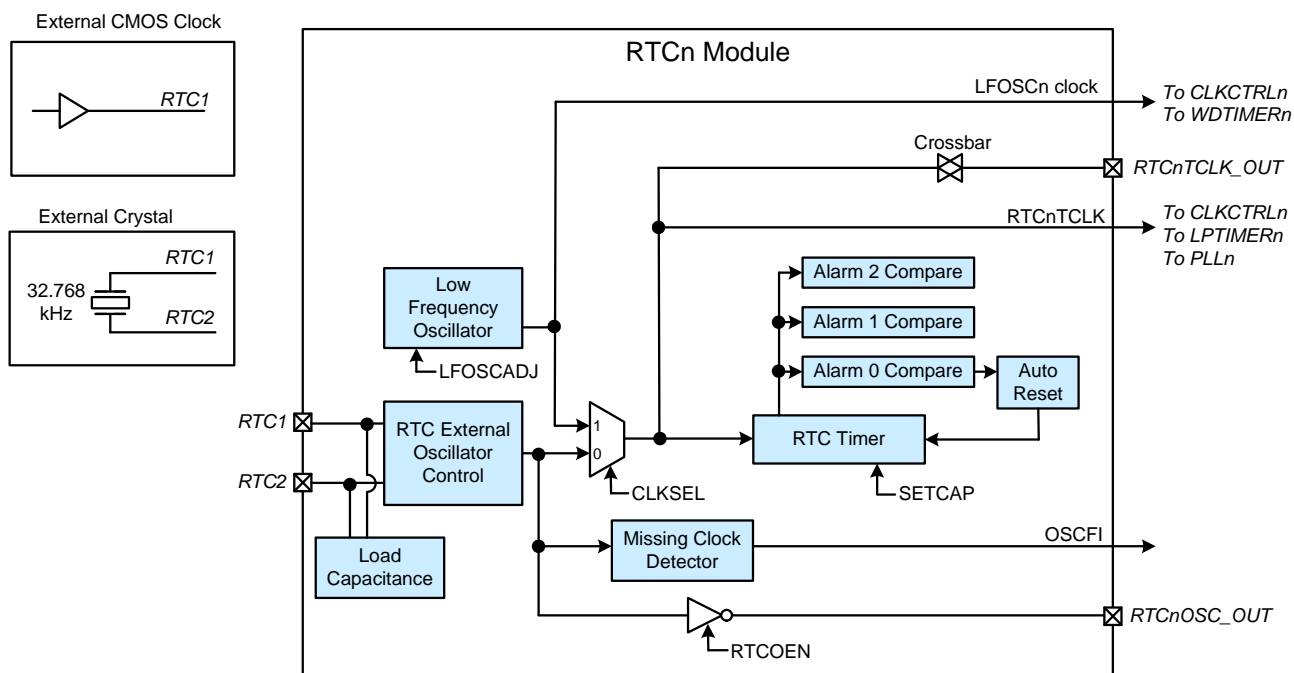 External CMOS Clock
RTC1
External Crystal
RTC1
32.768
kHz
RTC2
RTCn Module
LFOSCn clock
To CLKCTRLn
To WDTIMERn
Crossbar
RTCnTCLK_OUT
RTCnTCLK
To CLKCTRLn
To LPTIMERn
To PLLn
Low
Frequency
Oscillator
LFOSCADJ
Alarm 2 Compare
Alarm 1 Compare
Alarm 0 Compare
Auto
Reset
RTC1
RTC2
RTC External
Oscillator
Control
1
0
CLKSEL
RTC Timer
SETCAP
Load
Capacitance
Missing Clock
Detector
OSCFI
RTCOEN
RTCnOSC_OUT